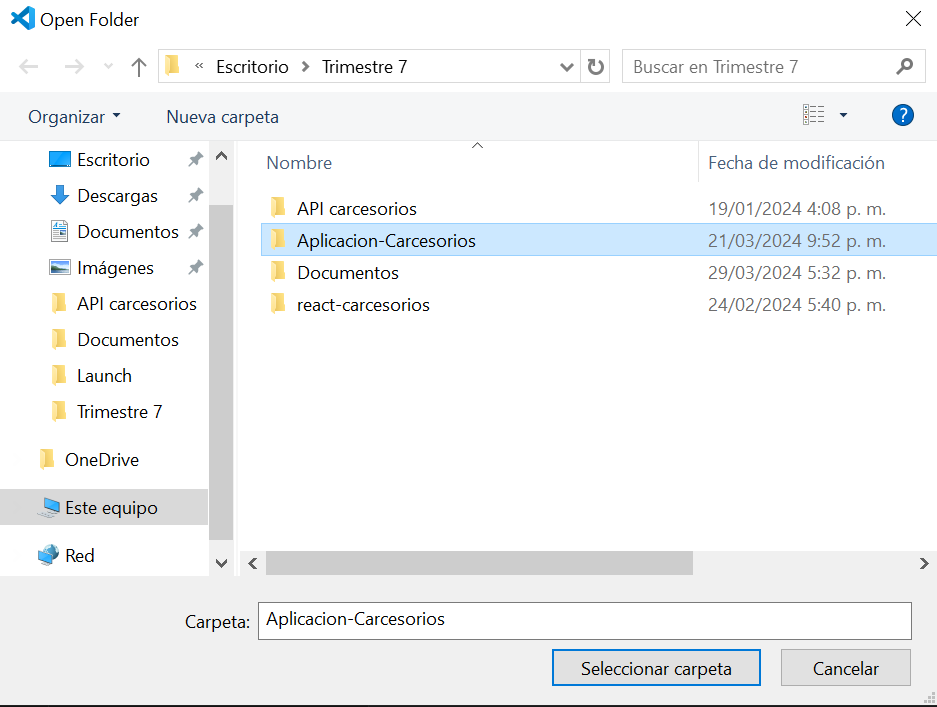 Open Folder
« Escritorio > Trimestre 7
Buscar en Trimestre 7
Organizar
Nueva carpeta
?
Escritorio
Descargas
Documentos
Imágenes
API carcesorios
Documentos
Launch
Trimestre 7
OneDrive
Este equipo
Red
Nombre
Fecha de modificación
API carcesorios
19/01/2024 4:08 p. m.
Aplicacion-Carcesorios
21/03/2024 9:52 p. m.
Documentos
29/03/2024 5:32 p. m.
react-carcesorios
24/02/2024 5:40 p. m.
Carpeta:
Aplicacion-Carcesorios
Seleccionar carpeta
Cancelar